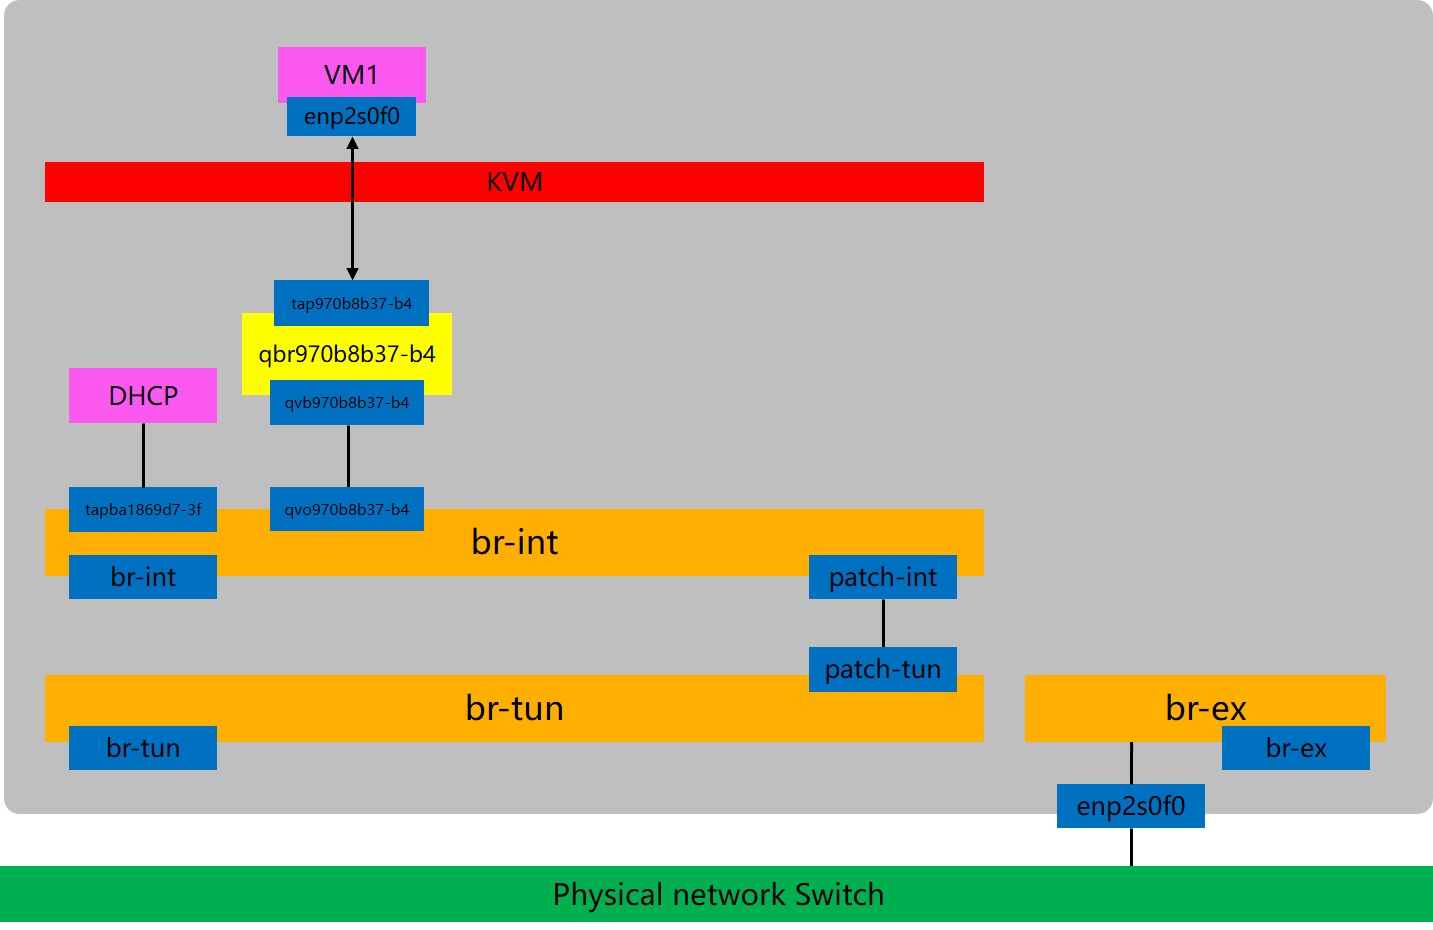 VM1
enp2s0f0
KVM
tap970b8b37-b4
qbr970b8b37-b4
DHCP
qvb970b8b37-b4
tapba1869d7-3f
qvo970b8b37-b4
br-int
br-int
patch-int
patch-tun
br-tun
br-ex
br-tun
br-ex
enp2s0f0
Physical network Switch